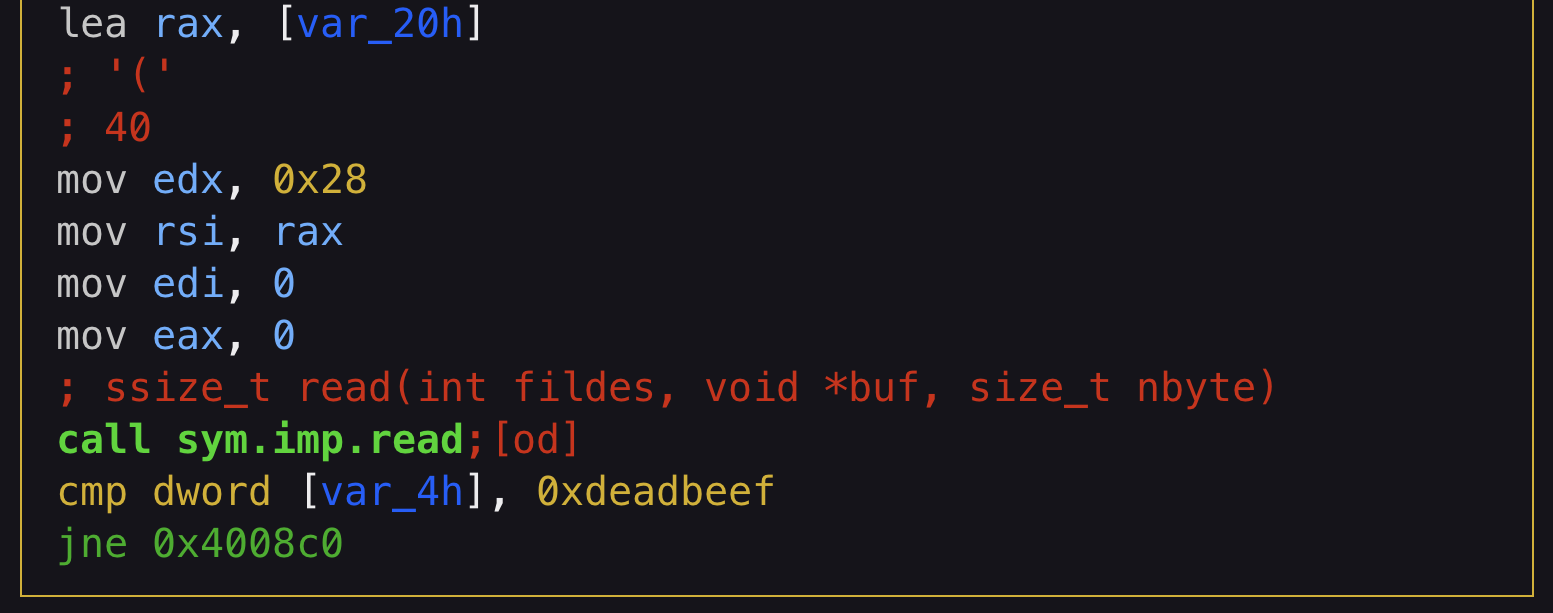 lea rax, [var_20h]
; '('
; 40
mov edx, 0x28
mov rsi, rax
mov edi, 0
mov eax, 0
; ssize_t read(int fildes, void *buf, size_t nbyte)
call sym.imp.read;[od]
cmp dword [var_4h], 0xdeadbeef
jne 0x4008c0